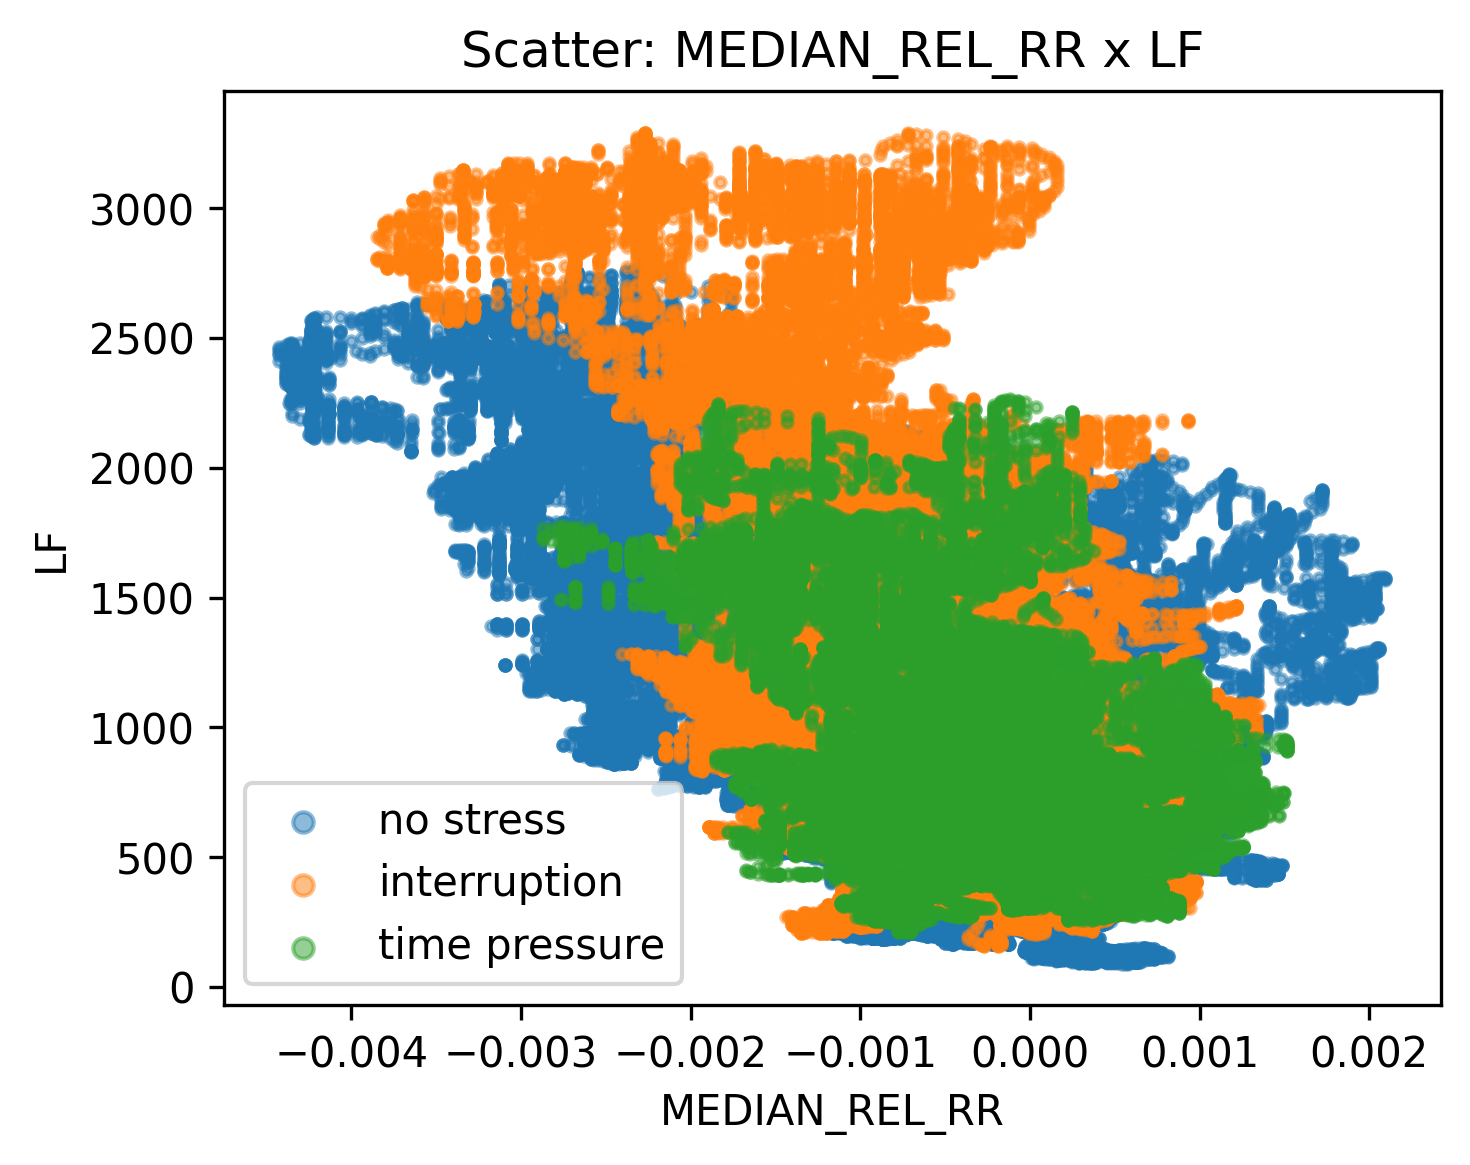 Scatter: MEDIAN_REL_RR x LF
3000
2500
2000
1500
1000
500
0
LF
no stress
interruption
time pressure
−0.004 −0.003 −0.002 −0.001 0.000 0.001 0.002
MEDIAN_REL_RR